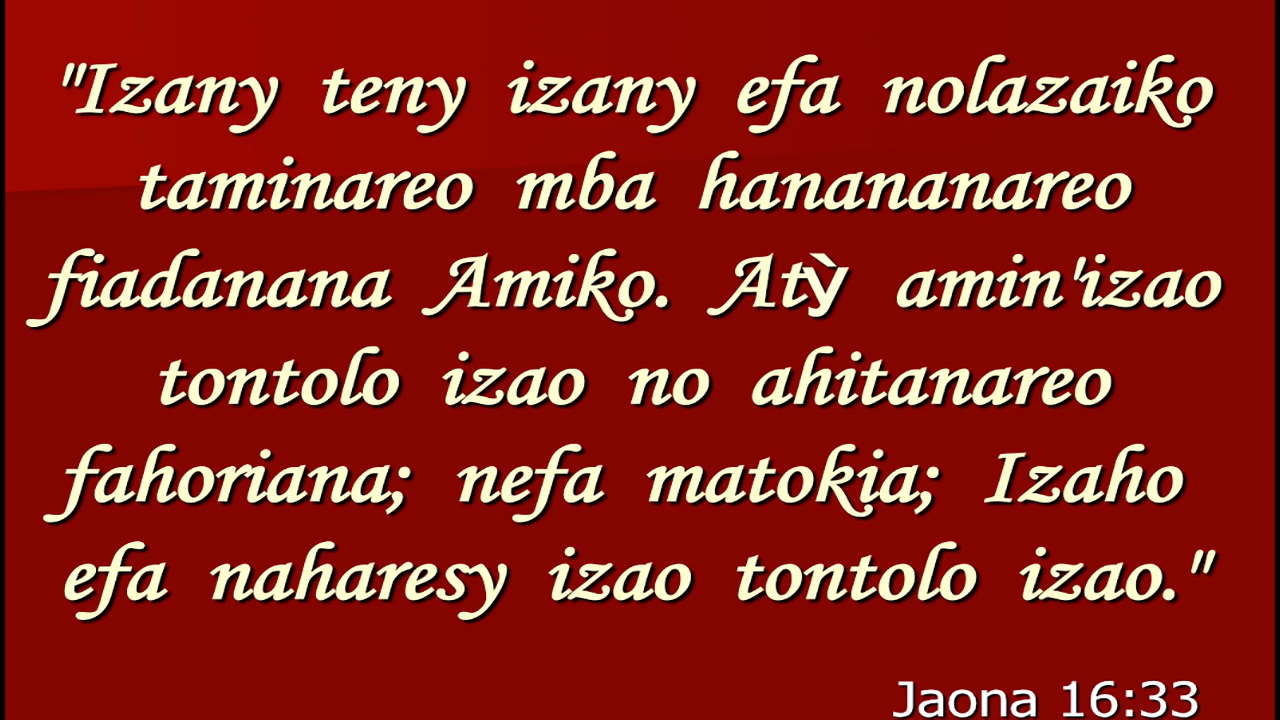 "Izany teny izany efa nolazaiko
taminareo mba hanananareo
fiadanana Amiko. Atỳ amin'izao
tontolo izao no ahitanareo
fahoriana; nefa matokia; Izaho
efa naharesy izao tontolo izao."
Jaona 16:33